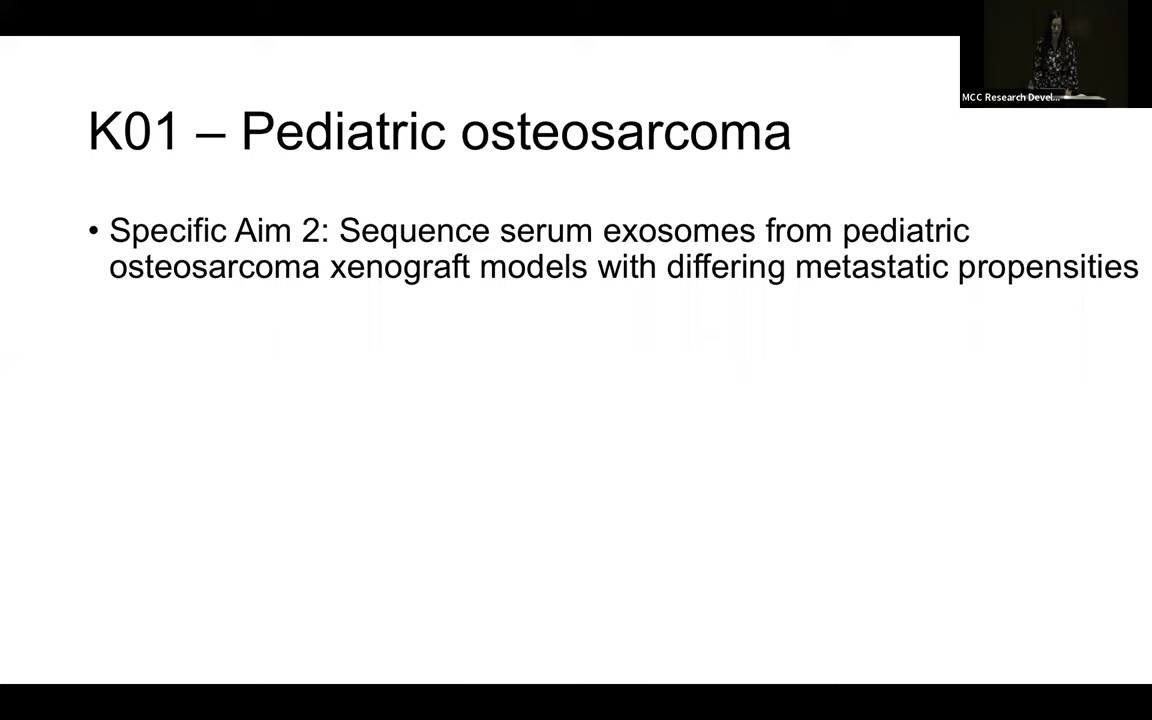 MCC Research Devel...
K01 – Pediatric osteosarcoma
• Specific Aim 2: Sequence serum exosomes from pediatric
osteosarcoma xenograft models with differing metastatic propensities